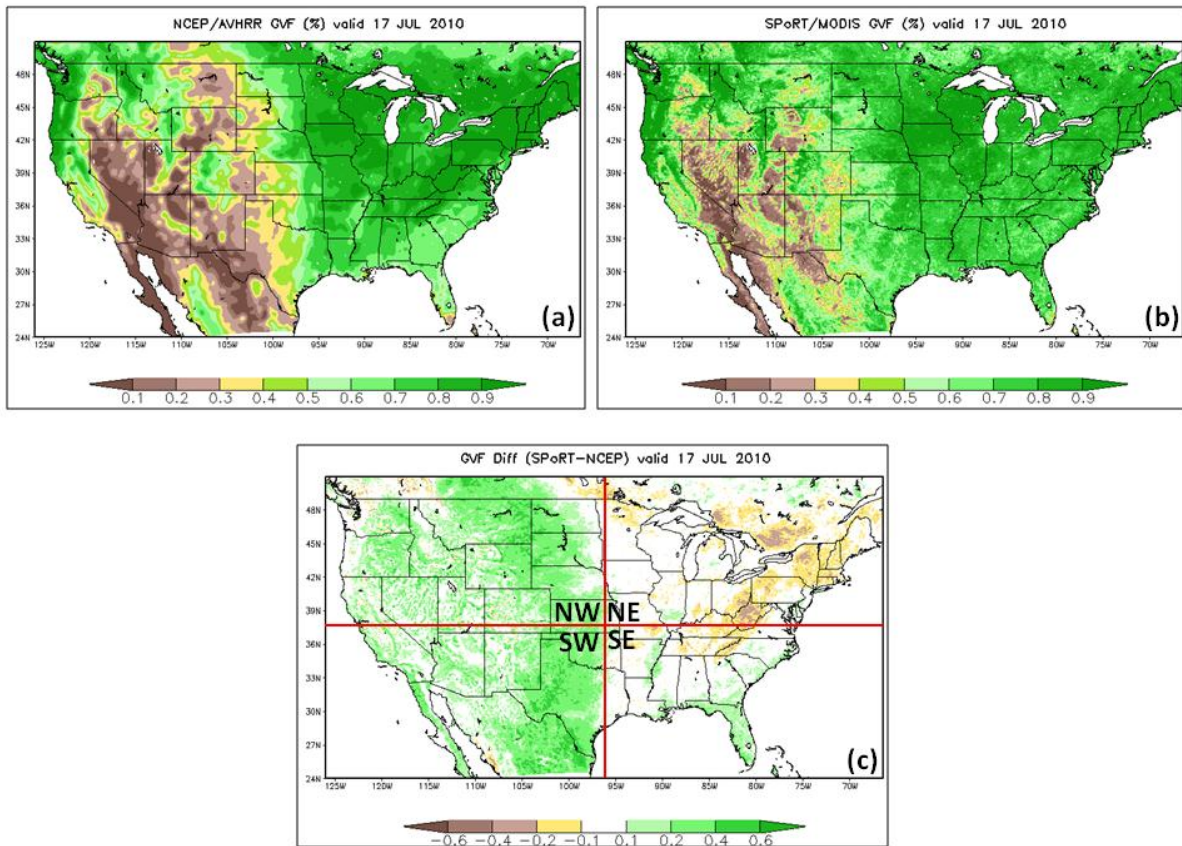 NCEP/AVHRR GVF (%) valid 17 JUL 2010
48N
45N
42N
39N
36N
33N
30N
27N
24N
(a)
125W 120W 115W 110W 105W 100W 95W 90W 85W 80W 75W 70W
0.1 0.2 0.3 0.4 0.5 0.6 0.7 0.8 0.9
SPoRT/MODIS GVF (%) valid 17 JUL 2010
48N
45N
42N
39N
36N
33N
30N
27N
24N
(b)
125W 120W 115W 110W 105W 100W 95W 90W 85W 80W 75W 70W
0.1 0.2 0.3 0.4 0.5 0.6 0.7 0.8 0.9
GVF Diff (SPoRT-NCEP) valid 17 JUL 2010
48N
45N
42N
39N
36N
33N
30N
27N
24N
NW NE
SW SE
(c)
125W 120W 115W 110W 105W 100W 95W 90W 85W 80W 75W 70W
-0.6 -0.4 -0.2 -0.1 0.1 0.2 0.4 0.6